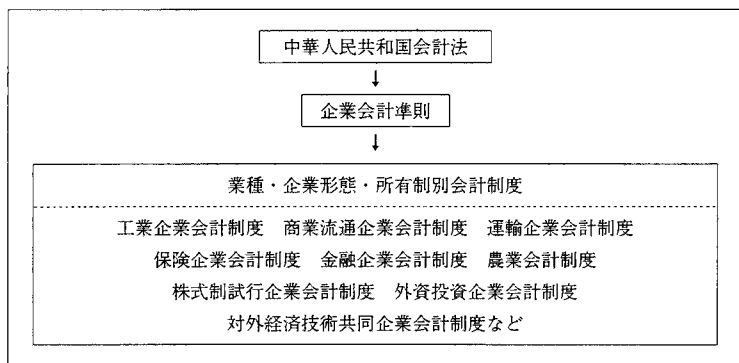 中華人民共和国会計法
企業会計準則
業種・企業形態・所有制別会計制度
工業企業会計制度 商業流通企業会計制度 運輸企業会計制度
保険企業会計制度 金融企業会計制度 農業会計制度
株式制試行企業会計制度 外資投資企業会計制度
対外経済技術共同企業会計制度など